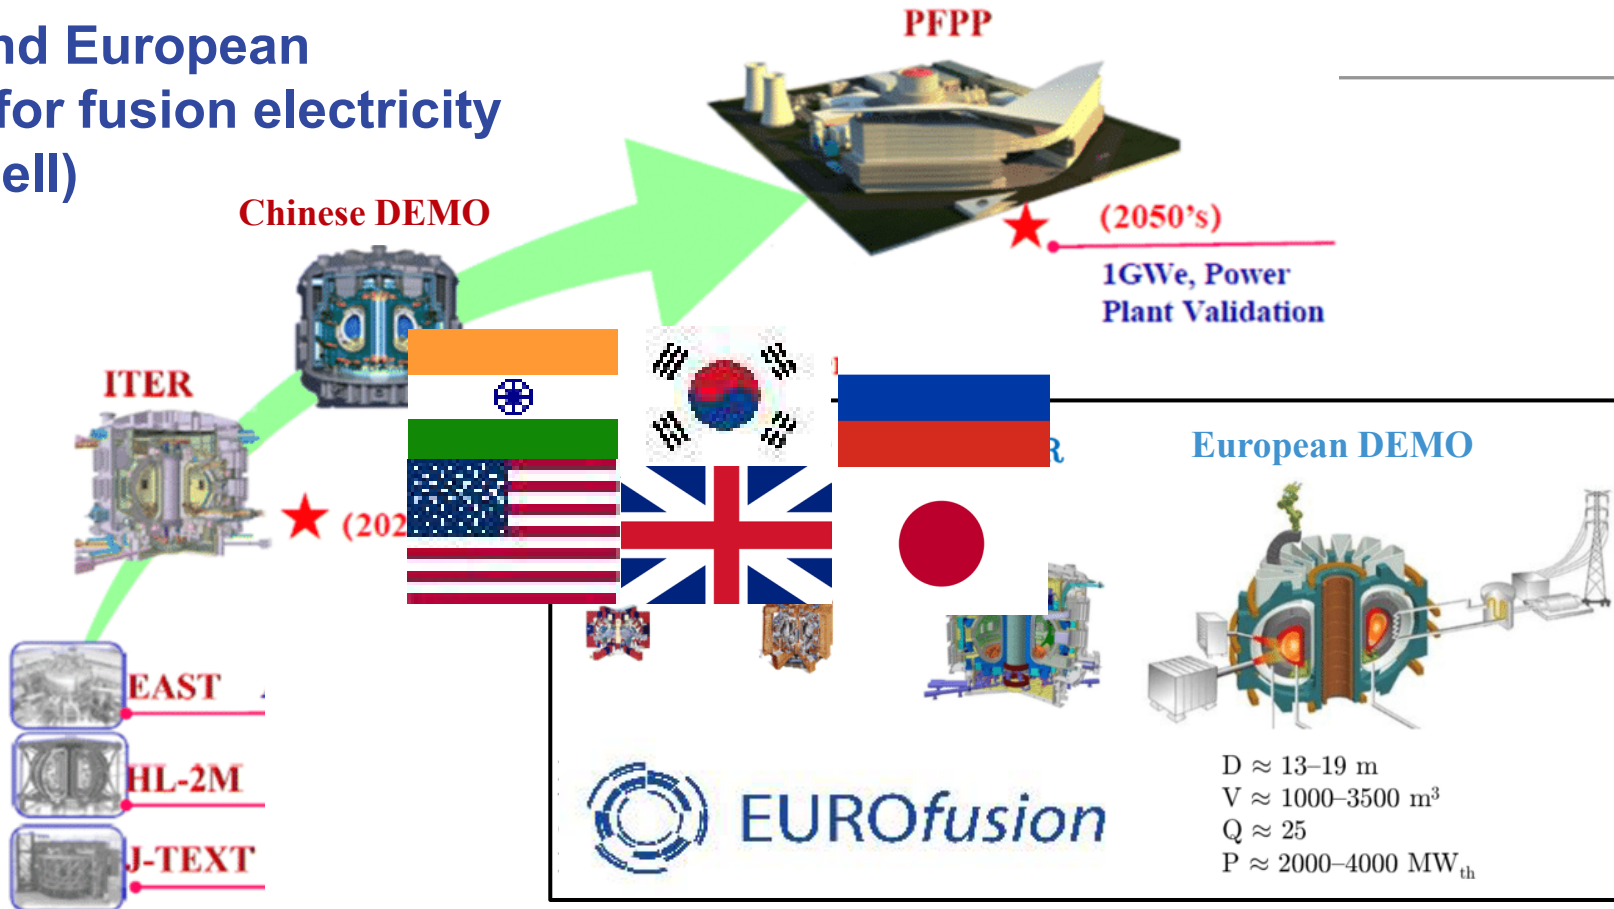 nd European
for fusion electricity
ell)
PFPP
Chinese DEMO
(2050's)
1GWe, Power
Plant Validation
ITER
(202
R
European DEMO
EAST
HL-2M
J-TEXT
EUROfusion
D ≈ 13–19 m
V ≈ 1000–3500 m³
Q ≈ 25
P ≈ 2000–4000 MWth